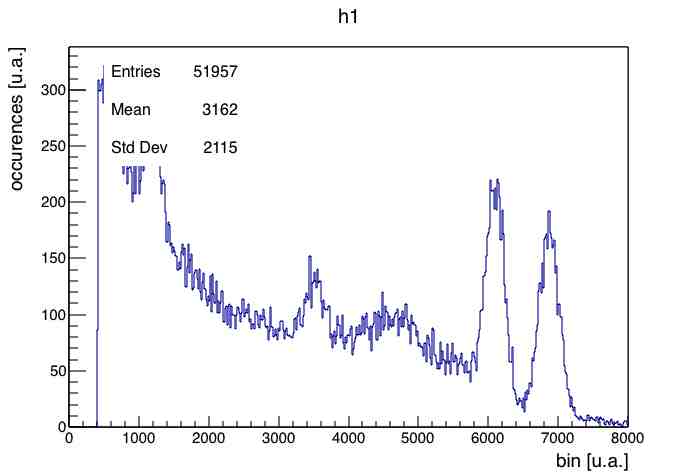 h1
occurences [u.a.]
Entries 51957
Mean 3162
Std Dev 2115
300
250
200
150
100
50
0
0 1000 2000 3000 4000 5000 6000 7000 8000
bin [u.a.]